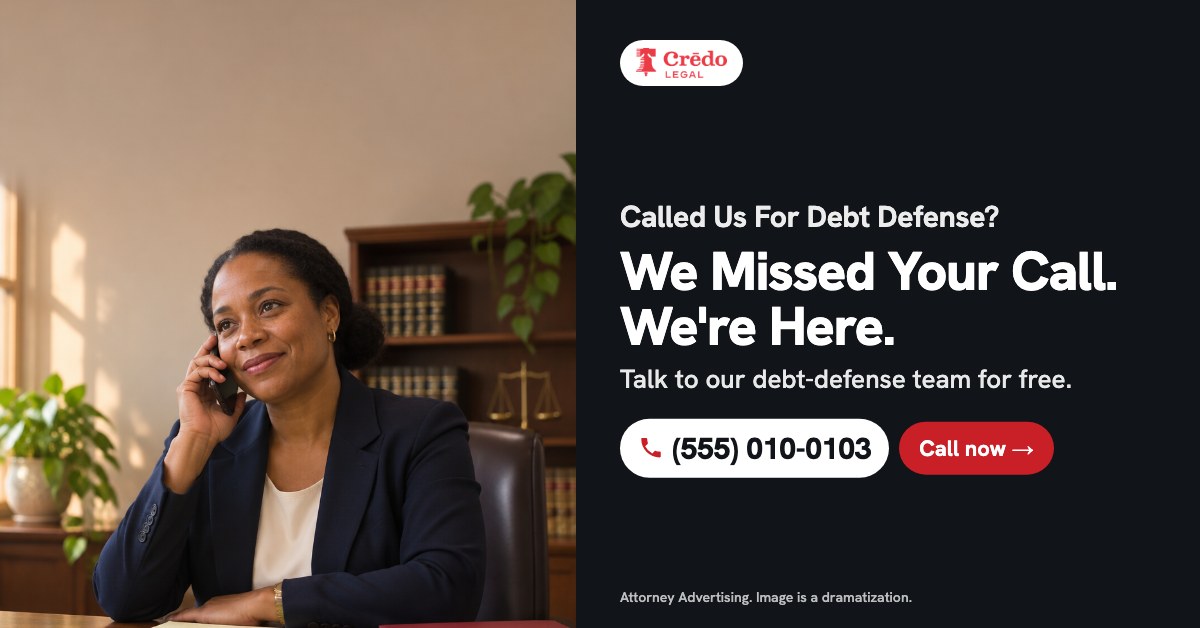 Crēdo
LEGAL
Called Us For Debt Defense?
We Missed Your Call.
We're Here.
Talk to our debt-defense team for free.
(555) 010-0103
Call now →
Attorney Advertising. Image is a dramatization.